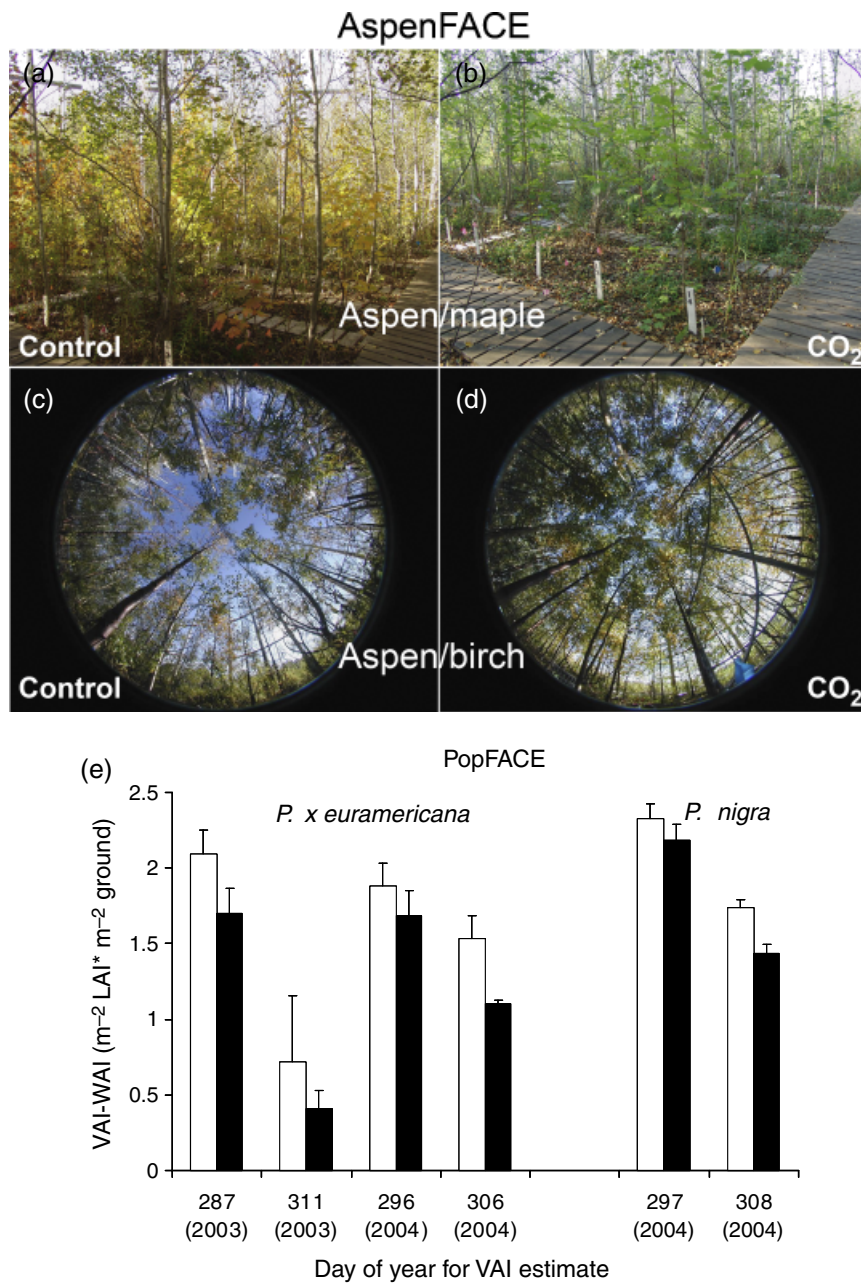 AspenFACE
(a)
(b)
Aspen/maple
Control
CO₂
(c)
(d)
Aspen/birch
Control
CO₂
(e)
PopFACE
P. x euramericana
P. nigra
VAI-WAI (m⁻² LAI* m⁻² ground)
2.5
2
1.5
1
0.5
0
287 311 296 306 297 308
(2003) (2003) (2004) (2004) (2004) (2004)
Day of year for VAI estimate